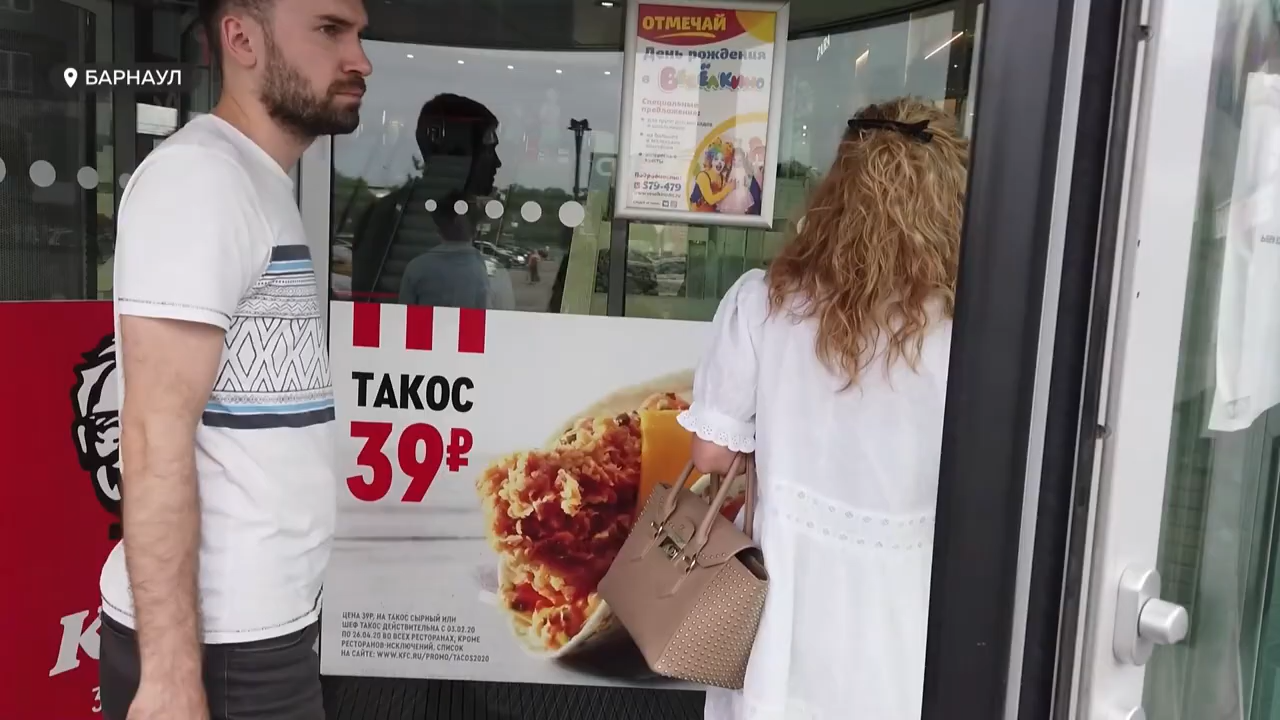 БАРНАУЛ
ОТМЕЧАЙ
День рождения
в
Специальные
предложения:
579-479
ТАКОС
39₽
ЦЕНА 39Р. НА ТАКОС СЫРНЫЙ ИЛИ
ШЕФ ТАКОС ДЕЙСТВИТЕЛЬНА С 03.02.20
ПО 26.04.20 ВО ВСЕХ РЕСТОРАНАХ, КРОМЕ
РЕСТОРАНОВ-ИСКЛЮЧЕНИЙ. СПИСОК
НА САЙТЕ: WWW.KFC.RU/PROMO/TACOS2020
K